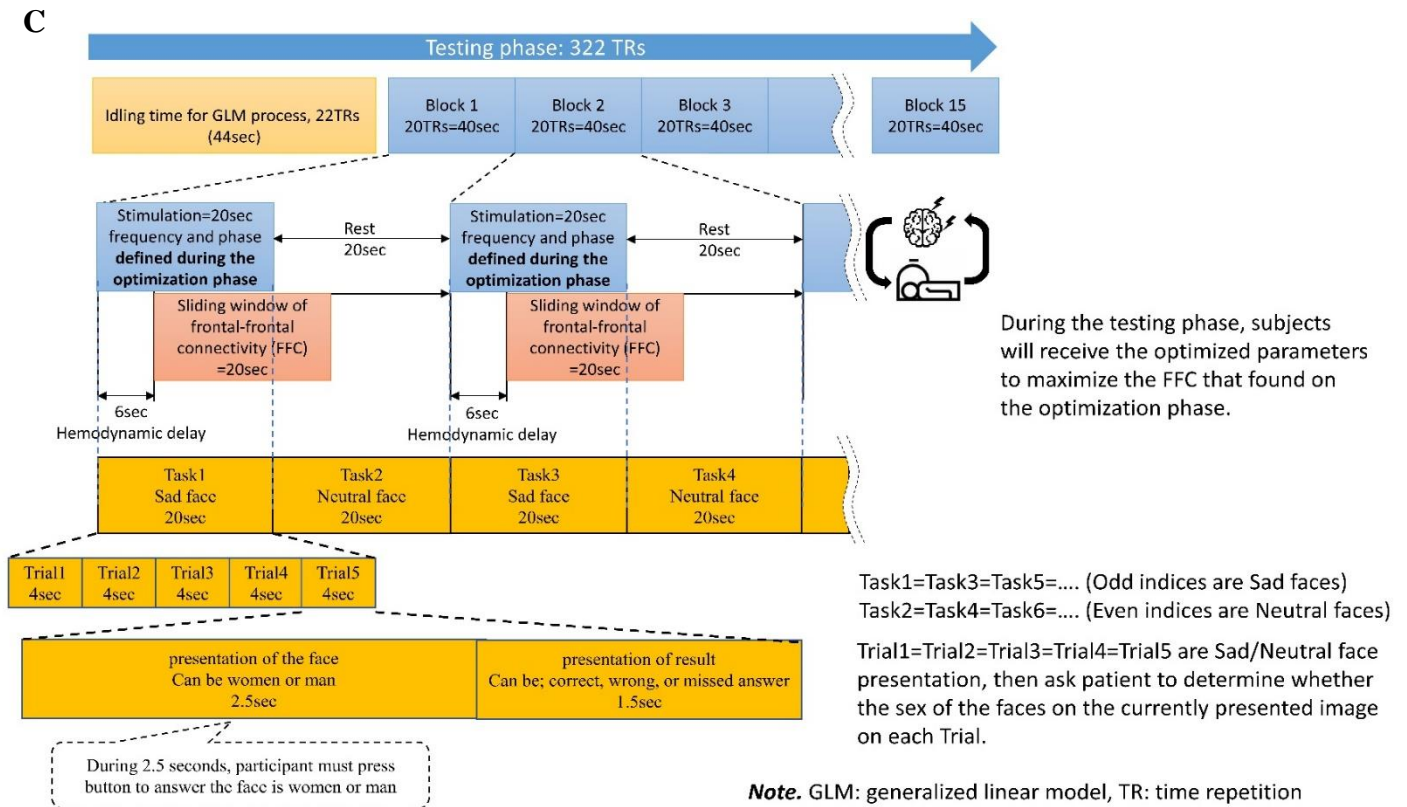 C
Testing phase: 322 TRs
Idling time for GLM process, 22TRs
(44sec)
Block 1
20TRs=40sec
Block 2
20TRs=40sec
Block 3
20TRs=40sec
Block 15
20TRs=40sec
Stimulation=20sec
frequency and phase
defined during the
optimization phase
Rest
20sec
Stimulation=20sec
frequency and phase
defined during the
optimization phase
Rest
20sec
Sliding window of
frontal-frontal
connectivity (FFC)
=20sec
Sliding window of
frontal-frontal
connectivity (FFC)
=20sec
6sec
Hemodynamic delay
6sec
Hemodynamic delay
During the testing phase, subjects
will receive the optimized parameters
to maximize the FFC that found on
the optimization phase.
Task1
Sad face
20sec
Task2
Neutral face
20sec
Task3
Sad face
20sec
Task4
Neutral face
20sec
Trial1
4sec
Trial2
4sec
Trial3
4sec
Trial4
4sec
Trial5
4sec
Task1=Task3=Task5=.... (Odd indices are Sad faces)
Task2=Task4=Task6=.... (Even indices are Neutral faces)
presentation of the face
Can be women or man
2.5sec
presentation of result
Can be; correct, wrong, or missed answer
1.5sec
Trial1=Trial2=Trial3=Trial4=Trial5 are Sad/Neutral face
presentation, then ask patient to determine whether
the sex of the faces on the currently presented image
on each Trial.
During 2.5 seconds, participant must press
button to answer the face is women or man
Note. GLM: generalized linear model, TR: time repetition